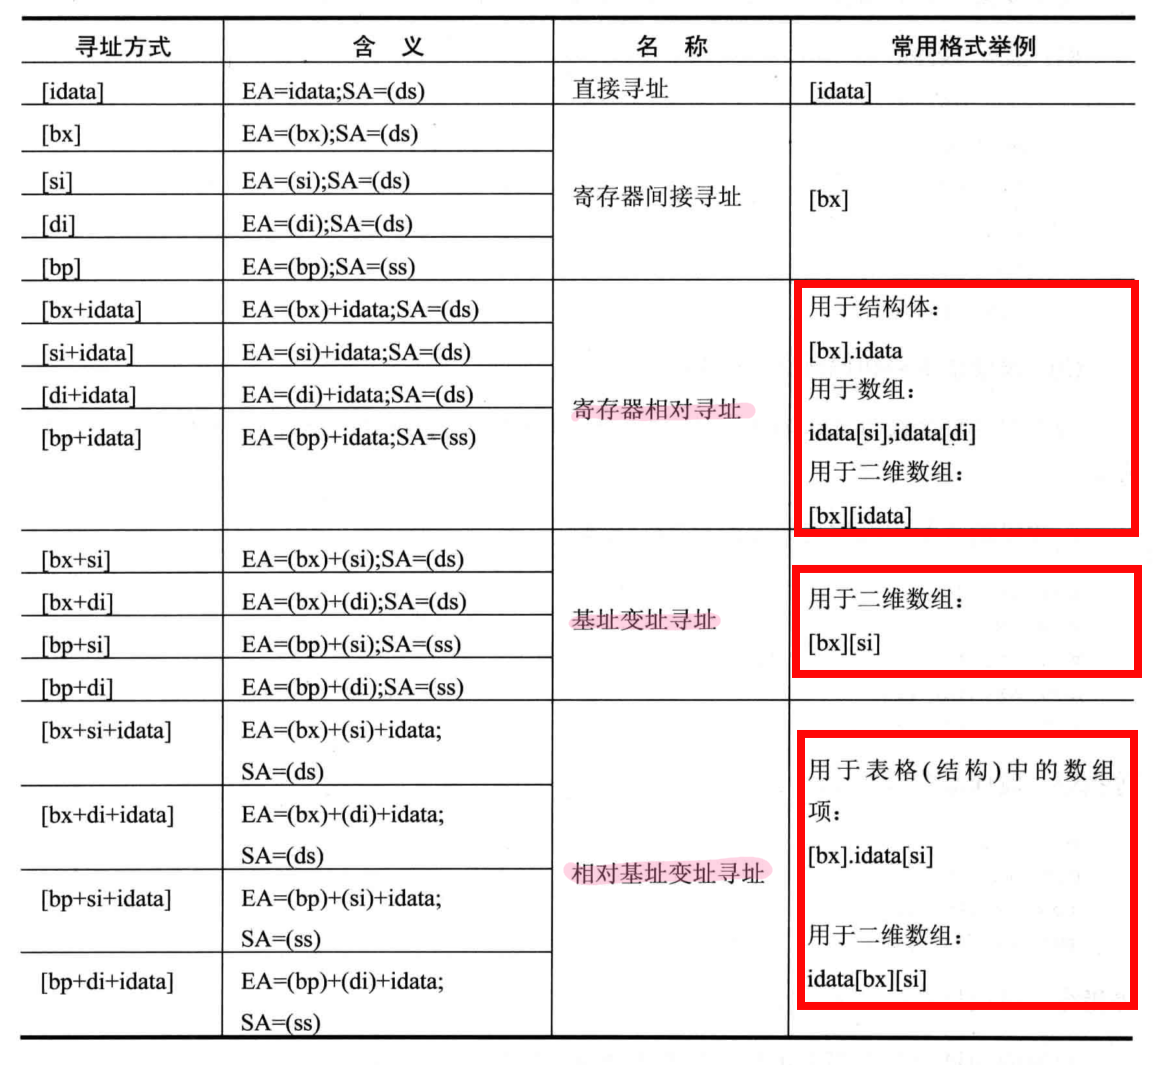 寻址方式 含 义 名 称 常用格式举例
[idata] EA=idata;SA=(ds) 直接寻址 [idata]
[bx] EA=(bx);SA=(ds)
[si] EA=(si);SA=(ds)
寄存器间接寻址 [bx]
[di] EA=(di);SA=(ds)
[bp] EA=(bp);SA=(ss)
[bx+idata] EA=(bx)+idata;SA=(ds) 用于结构体：
[si+idata] EA=(si)+idata;SA=(ds) [bx].idata
[di+idata] EA=(di)+idata;SA=(ds) 用于数组：
寄存器相对寻址
[bp+idata] EA=(bp)+idata;SA=(ss) idata[si],idata[di]
用于二维数组：
[bx][idata]
[bx+si] EA=(bx)+(si);SA=(ds)
[bx+di] EA=(bx)+(di);SA=(ds) 用于二维数组：
基址变址寻址
[bp+si] EA=(bp)+(si);SA=(ss) [bx][si]
[bp+di] EA=(bp)+(di);SA=(ss)
[bx+si+idata] EA=(bx)+(si)+idata;
SA=(ds) 用于表格(结构)中的数组
[bx+di+idata] EA=(bx)+(di)+idata; 项：
SA=(ds) [bx].idata[si]
相对基址变址寻址
[bp+si+idata] EA=(bp)+(si)+idata;
SA=(ss) 用于二维数组：
[bp+di+idata] EA=(bp)+(di)+idata; idata[bx][si]
SA=(ss)